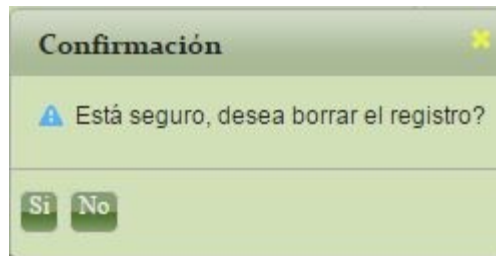 Confirmación
Está seguro, desea borrar el registro?
Si No